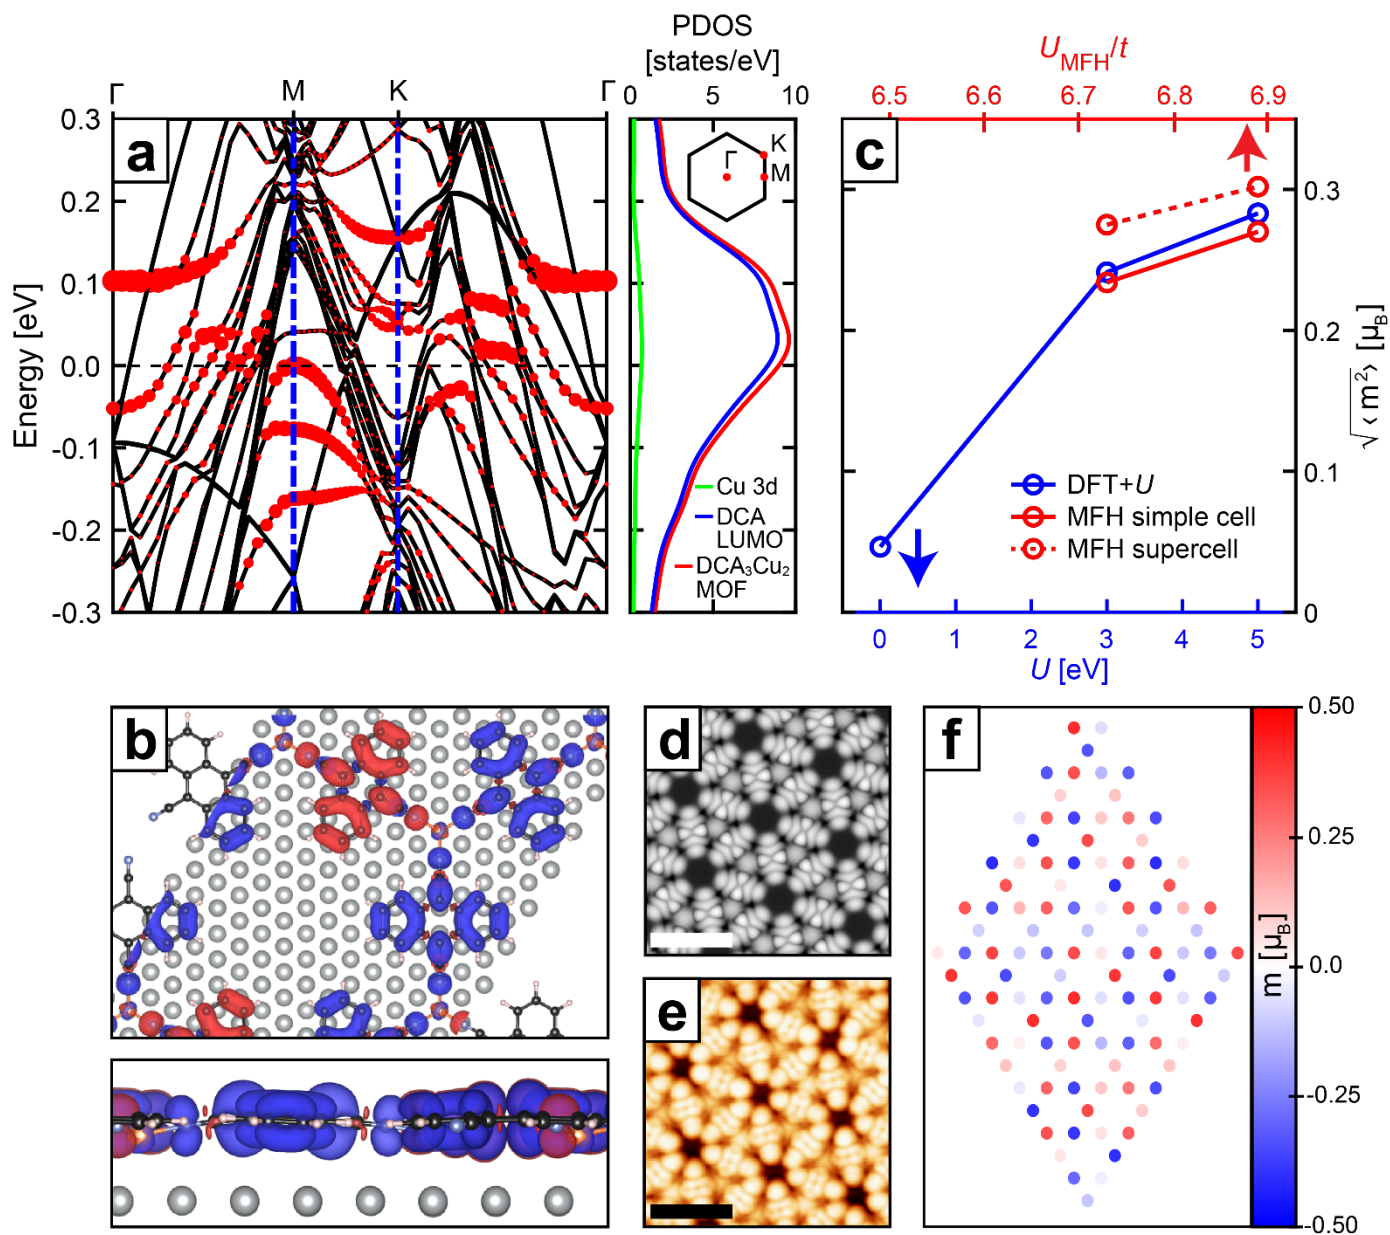 PDOS
[states/eV]
0 5 10
U_MFH/t
6.5 6.6 6.7 6.8 6.9
Γ M K Γ
a
0.3
0.2
0.1
0.0
-0.1
-0.2
-0.3
Energy [eV]
K
Γ
M
Cu 3d
DCA
LUMO
DCA₃Cu₂
MOF
c
0.3
0.2
0.1
0
√‹m²› [μ_B]
DFT+U
MFH simple cell
MFH supercell
0 1 2 3 4 5
U [eV]
b
d
e
f
0.50
0.25
0.0
-0.25
-0.50
m [μ_B]